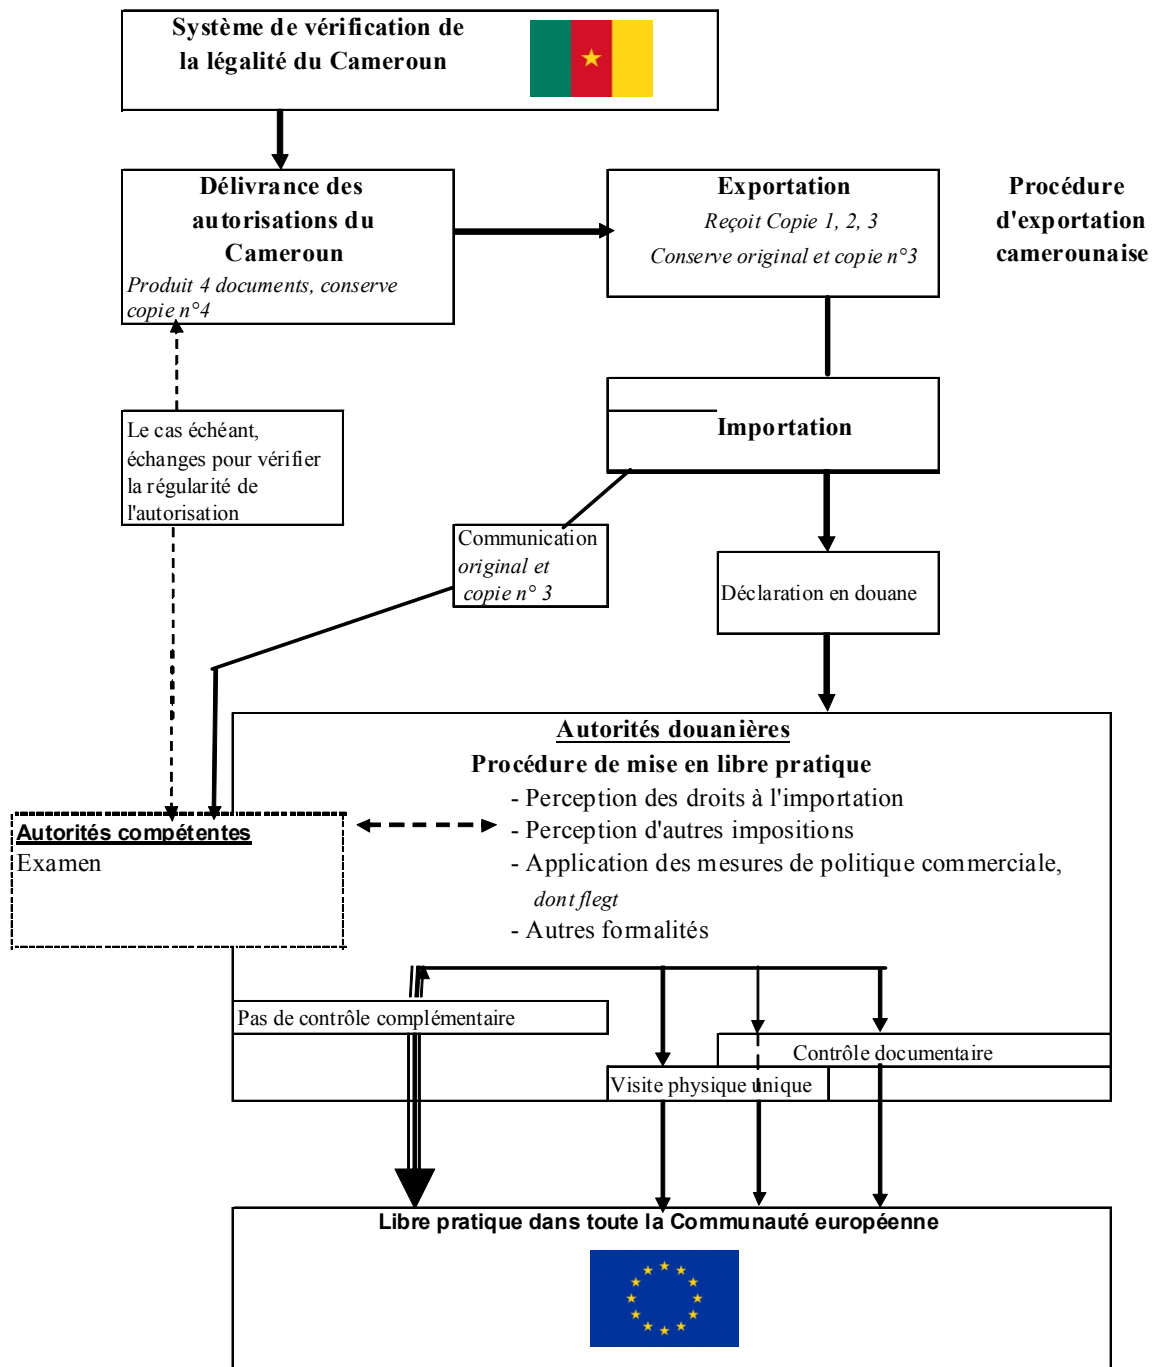 Système de vérification de
la légalité du Cameroun
Délivrance des
autorisations du
Cameroun
Produit 4 documents, conserve
copie n°4
Exportation
Reçoit Copie 1, 2, 3
Conserve original et copie n°3
Procédure
d'exportation
camerounaise
Importation
Le cas échéant,
échanges pour vérifier
la régularité de
l'autorisation
Communication
original et
copie n° 3
Déclaration en douane
Autorités douanières
Procédure de mise en libre pratique
- Perception des droits à l'importation
- Perception d'autres impositions
- Application des mesures de politique commerciale,
dont flegt
- Autres formalités
Autorités compétentes
Examen
Pas de contrôle complémentaire
Contrôle documentaire
Visite physique unique
Libre pratique dans toute la Communauté européenne